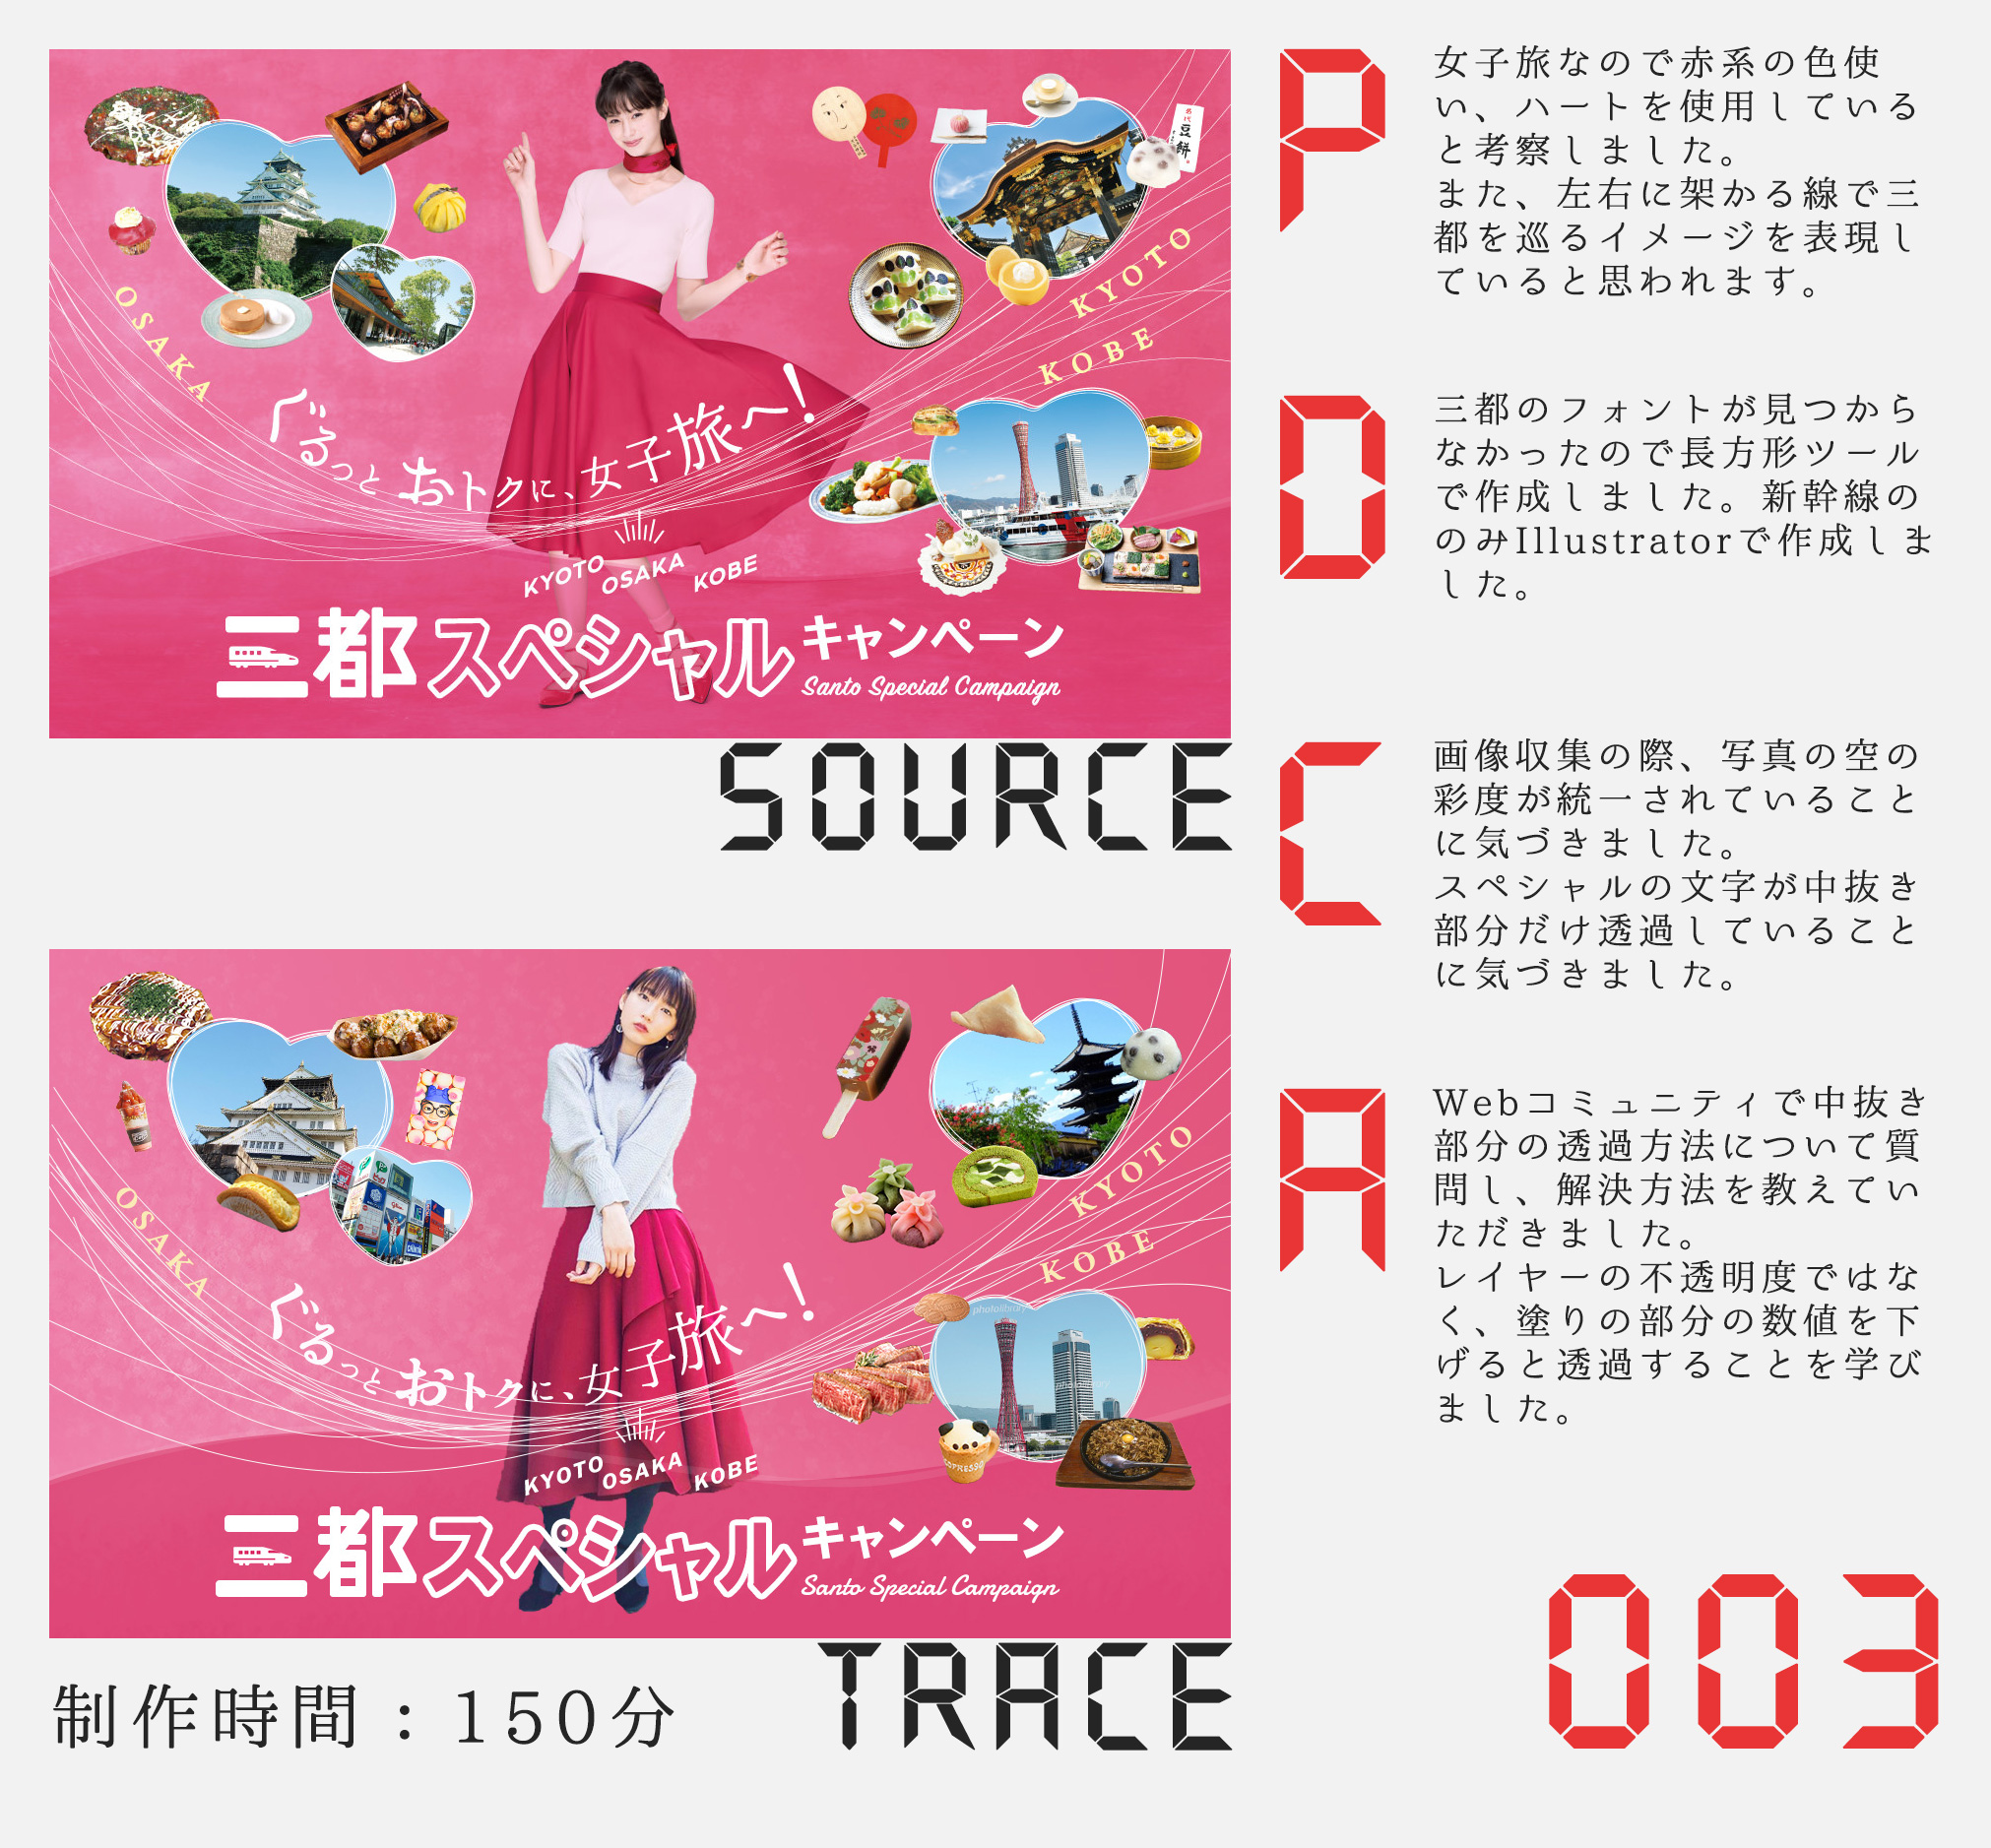 OSAKA
KYOTO
KOBE
ぐるっとおトクに、女子旅へ!
KYOTO OSAKA KOBE
三都スペシャルキャンペーン
Santo Special Campaign
名代
豆餅
SOURCE
OSAKA
KYOTO
KOBE
photolibrary
ESPRESSO
ぐるっとおトクに、女子旅へ!
KYOTO OSAKA KOBE
三都スペシャルキャンペーン
Santo Special Campaign
TRACE
制作時間：150分
P
女子旅なので赤系の色使
い、ハートを使用している
と考察しました。
また、左右に架かる線で三
都を巡るイメージを表現し
ていると思われます。
D
三都のフォントが見つから
なかったので長方形ツール
で作成しました。新幹線の
のみIllustratorで作成しま
した。
C
画像収集の際、写真の空の
彩度が統一されていること
に気づきました。
スペシャルの文字が中抜き
部分だけ透過していること
に気づきました。
A
Webコミュニティで中抜き
部分の透過方法について質
問し、解決方法を教えてい
ただきました。
レイヤーの不透明度ではな
く、塗りの部分の数値を下
げると透過することを学び
ました。
003